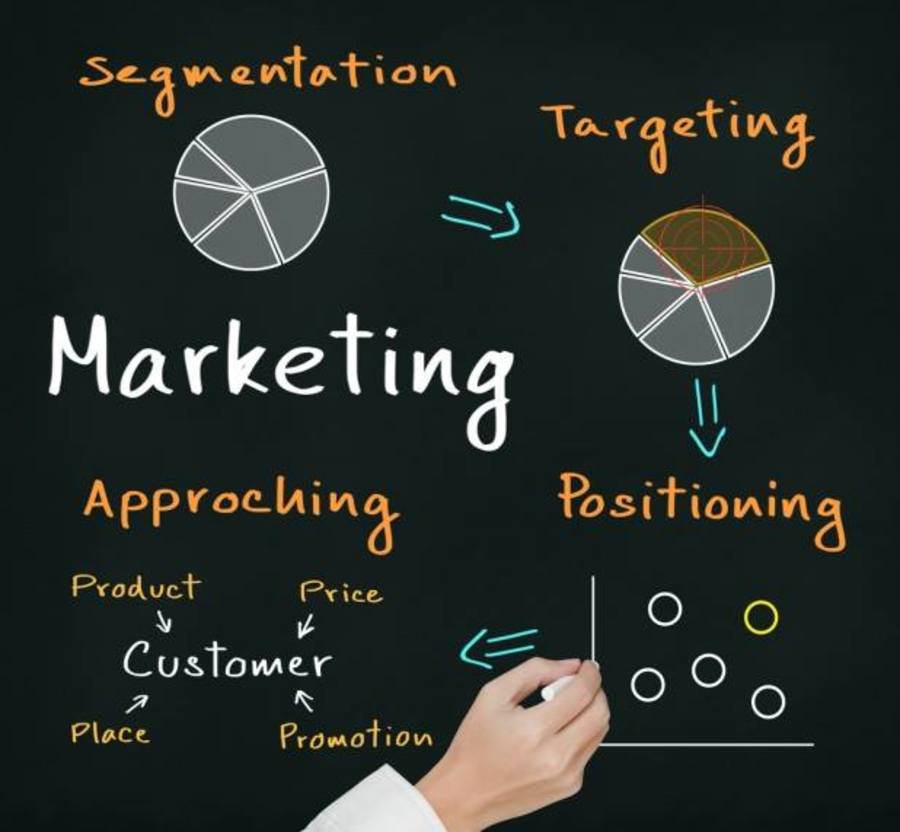 Segmentation
Targeting
Marketing
Approching
Positioning
Product
Price
Customer
Place
Promotion